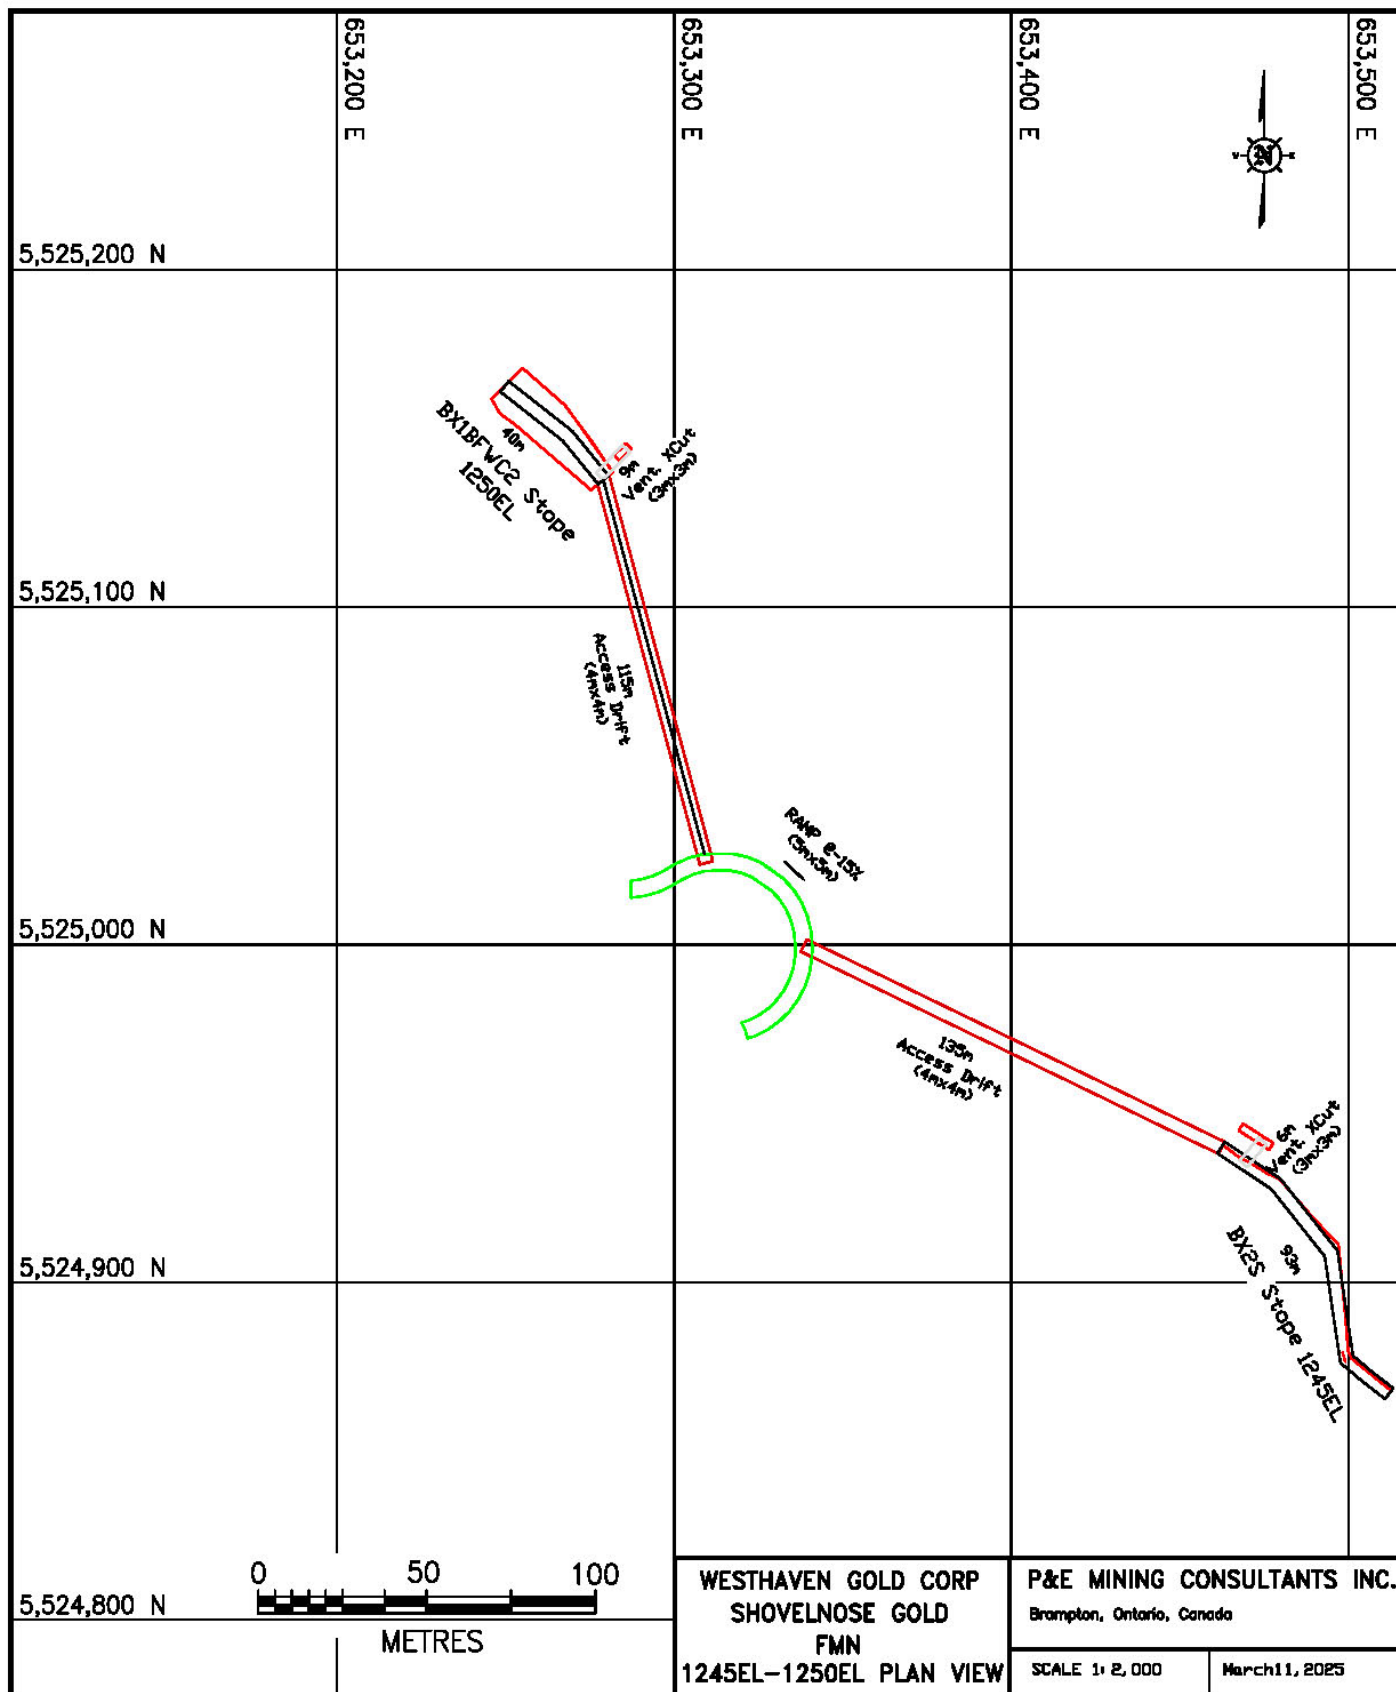 653,200 E
653,300 E
653,400 E
653,500 E
5,525,200 N
BX1BFWC2 Stope
1250EL
40m
9m
Vent XCut
(3mx3m)
5,525,100 N
115m
Access Drift
(4mx4m)
RAMP @-15%
(5mx5m)
5,525,000 N
135m
Access Drift
(4mx4m)
6m
Vent XCut
(3mx3m)
93m
BX2S Stope 1245EL
5,524,900 N
5,524,800 N
0 50 100
METRES
WESTHAVEN GOLD CORP
SHOVELNOSE GOLD
FMN
1245EL-1250EL PLAN VIEW
P&E MINING CONSULTANTS INC.
Brampton, Ontario, Canada
SCALE 1: 2,000
March11, 2025